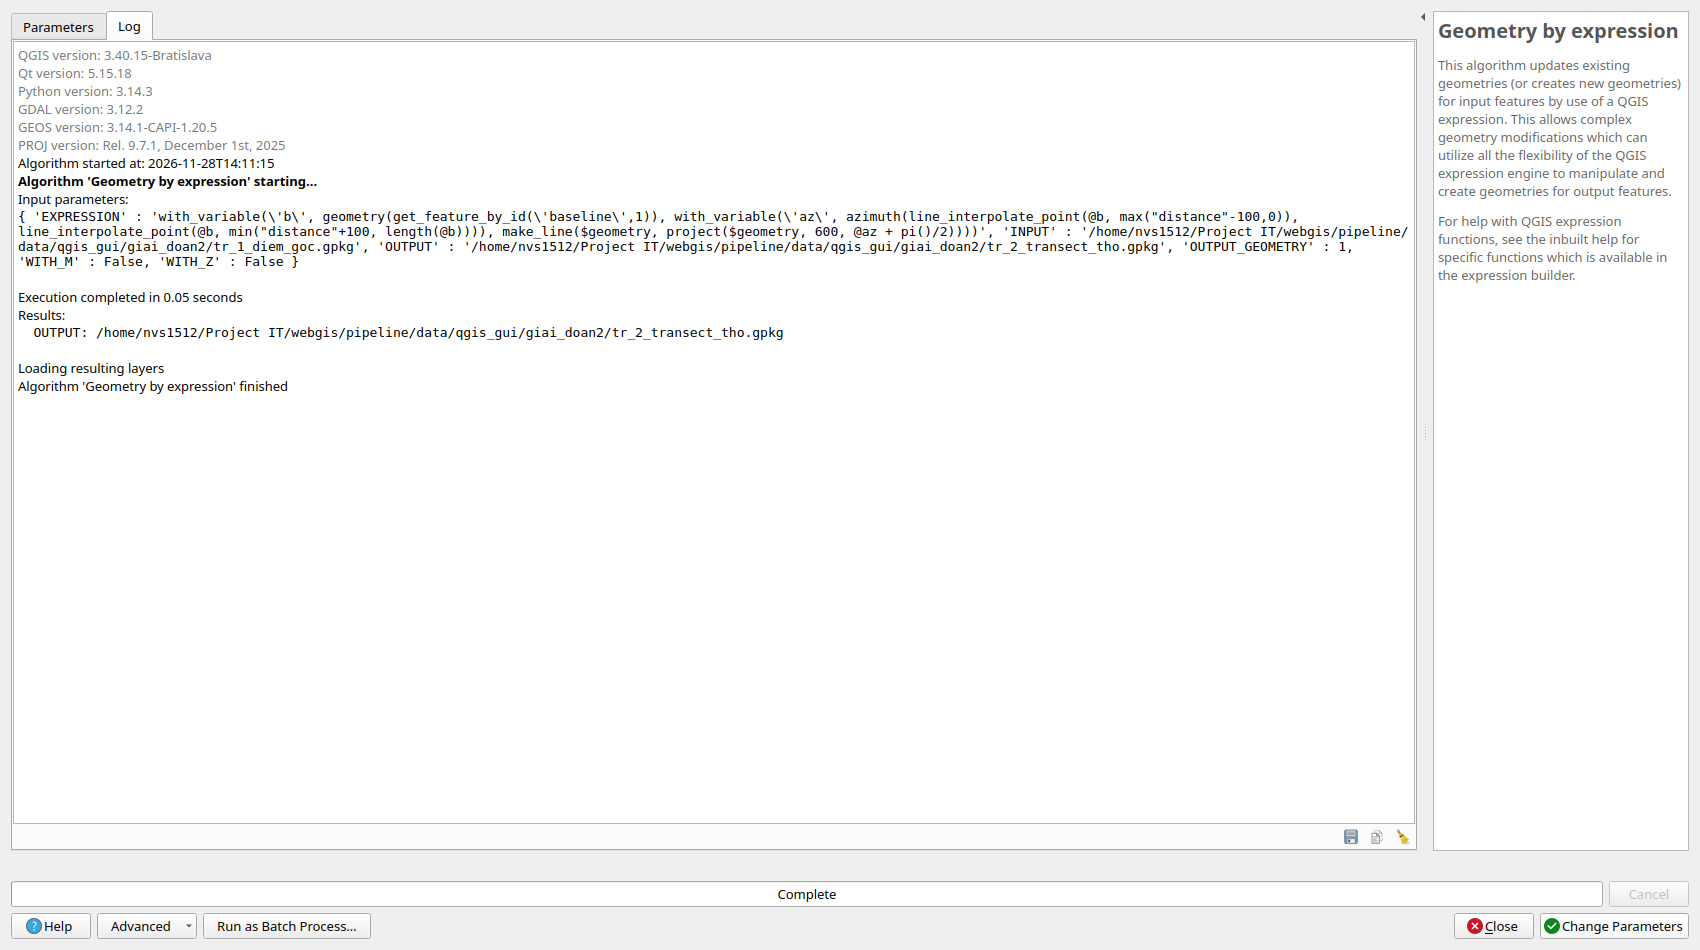 Parameters
Log
QGIS version: 3.40.15-Bratislava
Qt version: 5.15.18
Python version: 3.14.3
GDAL version: 3.12.2
GEOS version: 3.14.1-CAPI-1.20.5
PROJ version: Rel. 9.7.1, December 1st, 2025
Algorithm started at: 2026-11-28T14:11:15
Algorithm 'Geometry by expression' starting…
Input parameters:
{ 'EXPRESSION' : 'with_variable(\'b\', geometry(get_feature_by_id(\'baseline\',1)), with_variable(\'az\', azimuth(line_interpolate_point(@b, max("distance"-100,0)),
line_interpolate_point(@b, min("distance"+100, length(@b)))), make_line($geometry, project($geometry, 600, @az + pi()/2))))', 'INPUT' : '/home/nvs1512/Project IT/webgis/pipeline/
data/qgis_gui/giai_doan2/tr_1_diem_goc.gpkg', 'OUTPUT' : '/home/nvs1512/Project IT/webgis/pipeline/data/qgis_gui/giai_doan2/tr_2_transect_tho.gpkg', 'OUTPUT_GEOMETRY' : 1,
'WITH_M' : False, 'WITH_Z' : False }
Execution completed in 0.05 seconds
Results:
OUTPUT: /home/nvs1512/Project IT/webgis/pipeline/data/qgis_gui/giai_doan2/tr_2_transect_tho.gpkg
Loading resulting layers
Algorithm 'Geometry by expression' finished
Geometry by expression
This algorithm updates existing
geometries (or creates new geometries)
for input features by use of a QGIS
expression. This allows complex
geometry modifications which can
utilize all the flexibility of the QGIS
expression engine to manipulate and
create geometries for output features.
For help with QGIS expression
functions, see the inbuilt help for
specific functions which is available in
the expression builder.
Complete
Cancel
Help
Advanced
Run as Batch Process…
Close
Change Parameters